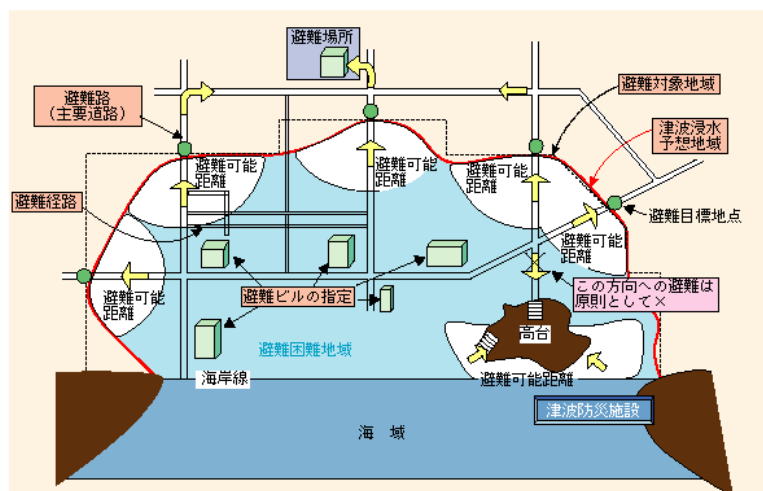 避難場所
避難路
(主要道路)
避難対象地域
津波浸水
予想地域
避難可能
距離
避難可能
距離
避難可能
距離
避難経路
避難目標地点
避難可能
距離
避難可能
距離
この方向への避難は
原則として×
避難ビルの指定
高台
避難困難地域
海岸線
避難可能距離
津波防災施設
海 域